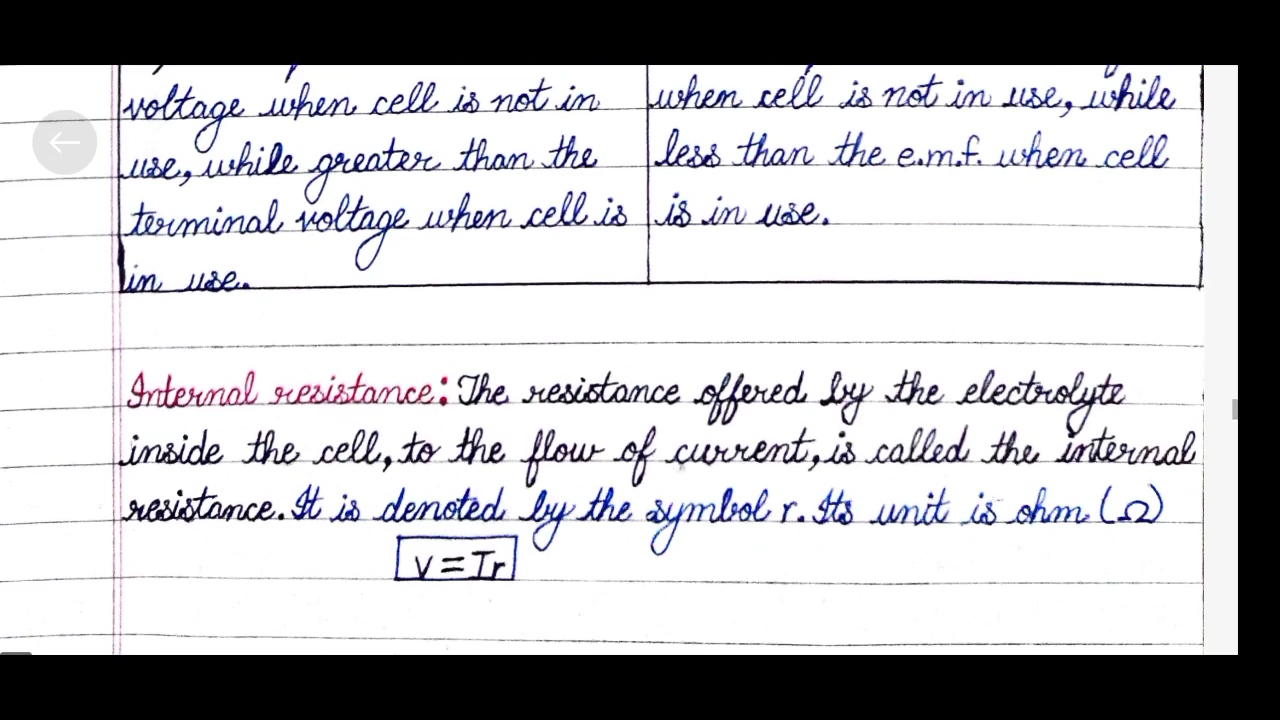 voltage when cell is not in
use, while greater than the
terminal voltage when cell is
in use.
when cell is not in use, while
less than the e.m.f. when cell
is in use.
Internal resistance: The resistance offered by the electrolyte
inside the cell, to the flow of current, is called the internal
resistance. It is denoted by the symbol r. Its unit is ohm (Ω)
v = Ir